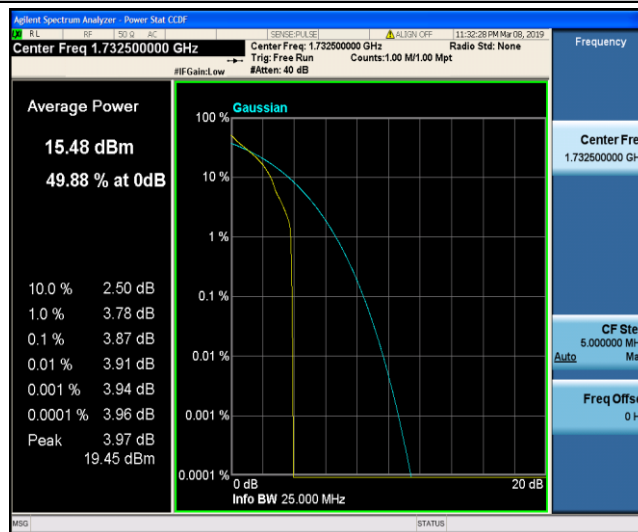 Agilent Spectrum Analyzer - Power Stat CCDF
RL RF 50 Ω AC SENSE:PULSE ALIGN OFF 11:32:28 PM Mar 08, 2019
Center Freq 1.732500000 GHz
Center Freq: 1.732500000 GHz Radio Std: None
Trig: Free Run Counts:1.00 M/1.00 Mpt
#IFGain:Low #Atten: 40 dB
Frequency
Average Power
15.48 dBm
49.88 % at 0dB
10.0 % 2.50 dB
1.0 % 3.78 dB
0.1 % 3.87 dB
0.01 % 3.91 dB
0.001 % 3.94 dB
0.0001 % 3.96 dB
Peak 3.97 dB
19.45 dBm
Gaussian
100 %
10 %
1 %
0.1 %
0.01 %
0.001 %
0.0001 %
0 dB 20 dB
Info BW 25.000 MHz
Center Fre
1.732500000 GH
CF Ste
5.000000 MH
Auto Ma
Freq Offse
0 H
MSG STATUS